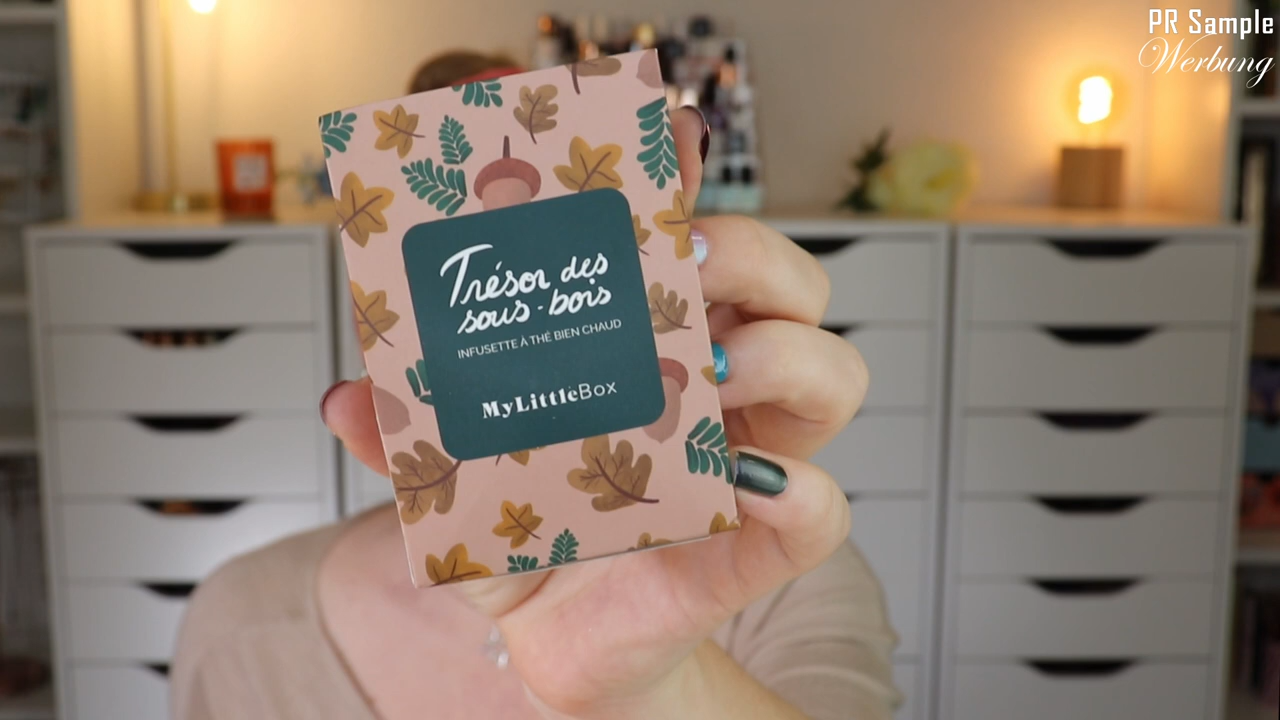 PR Sample
Werbung
Trésor des
sous-bois
INFUSETTE À THÉ BIEN CHAUD
MyLittleBox